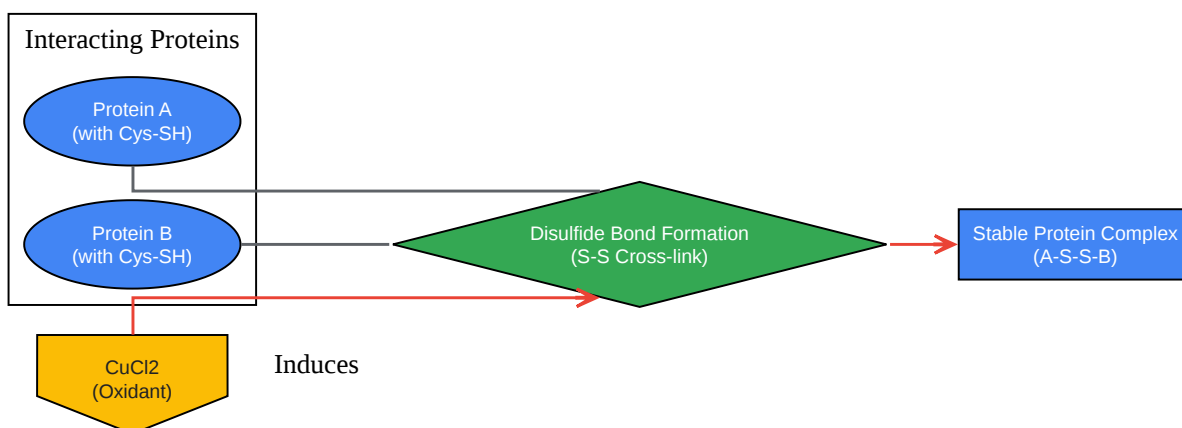 Interacting Proteins
Protein A
(with Cys-SH)
Protein B
(with Cys-SH)
Disulfide Bond Formation
(S-S Cross-link)
Stable Protein Complex
(A-S-S-B)
CuCl2
(Oxidant)
Induces